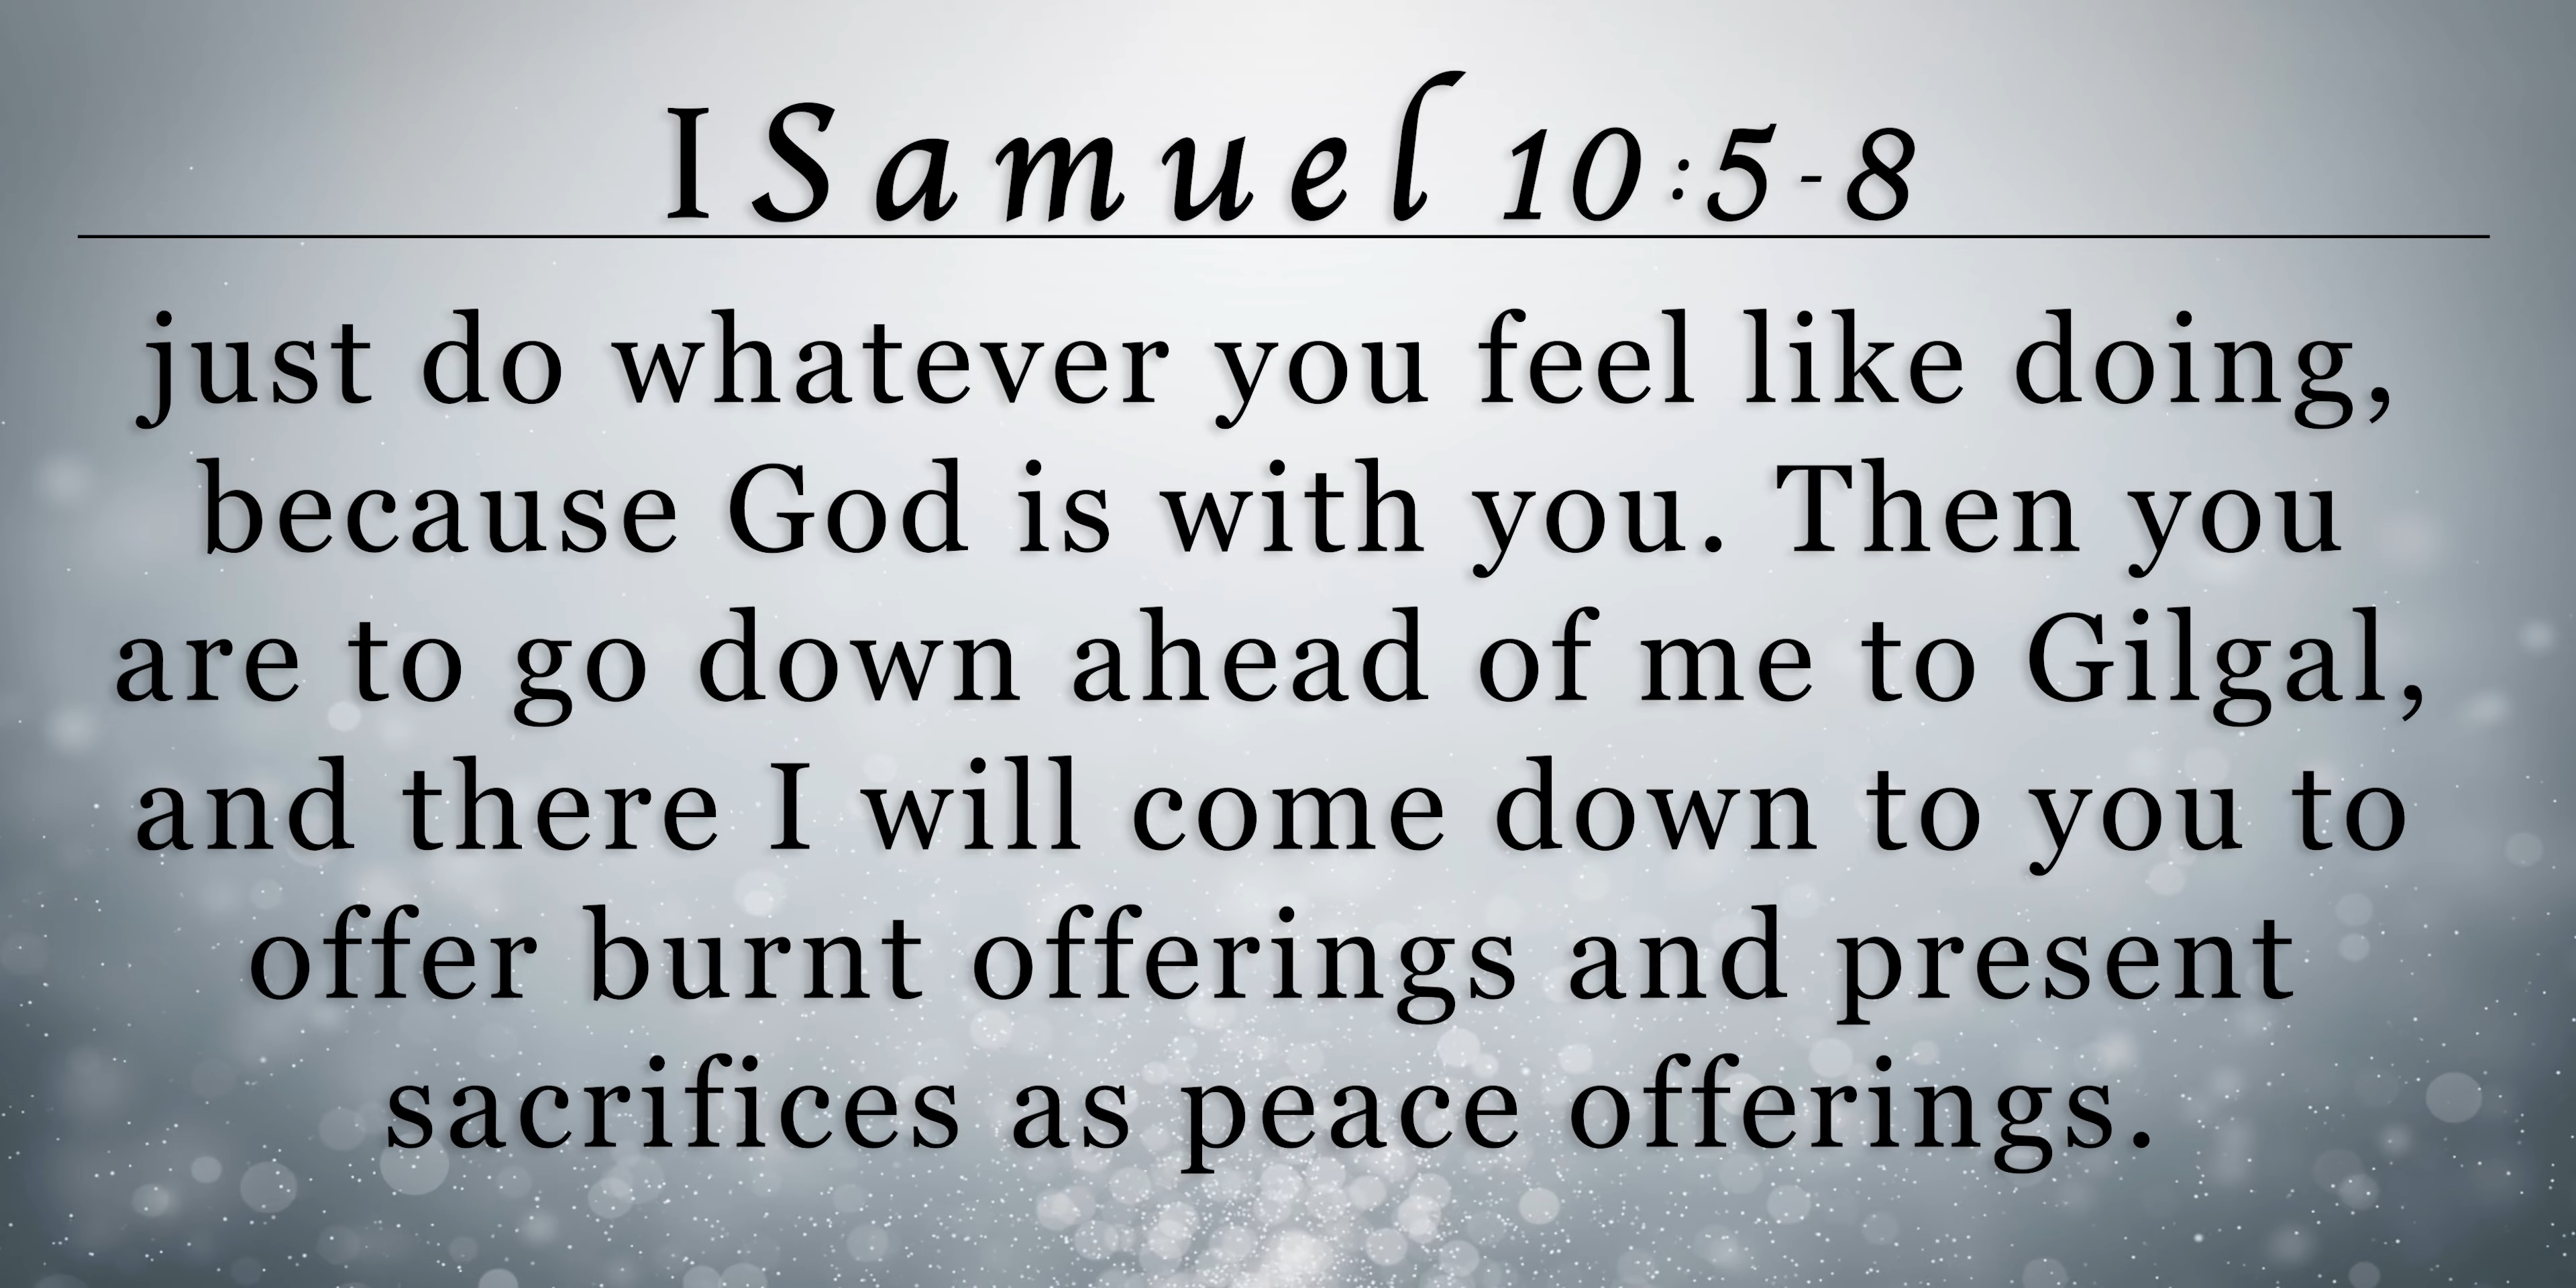 I Samuel 10:5-8
just do whatever you feel like doing,
because God is with you. Then you
are to go down ahead of me to Gilgal,
and there I will come down to you to
offer burnt offerings and present
sacrifices as peace offerings.